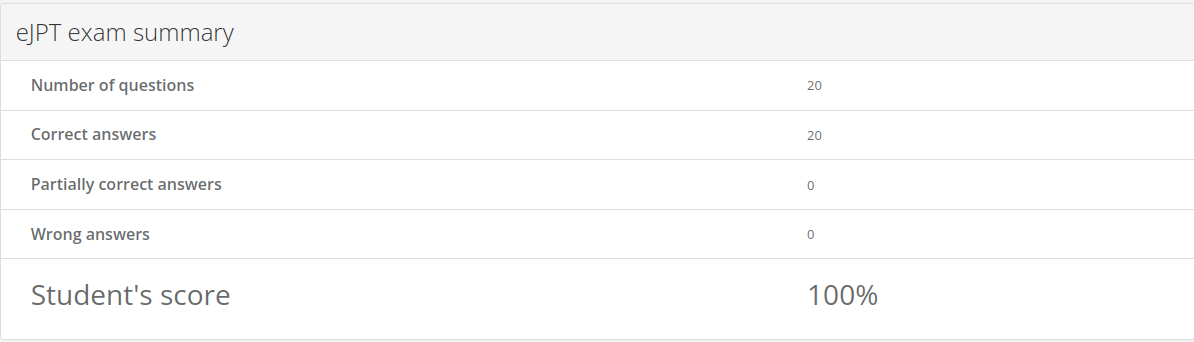 eJPT exam summary
Number of questions 20
Correct answers 20
Partially correct answers 0
Wrong answers 0
Student's score 100%